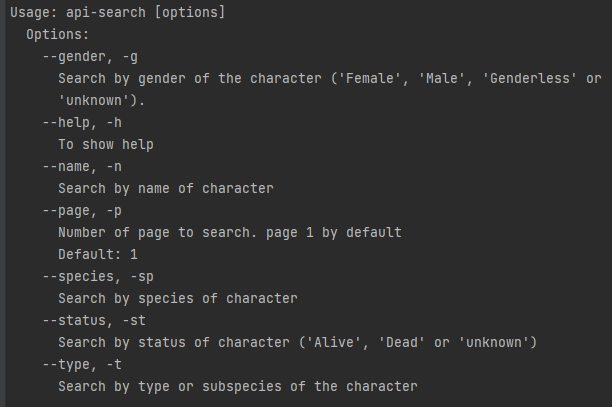 Usage: api-search [options]
  Options:
    --gender, -g
      Search by gender of the character ('Female', 'Male', 'Genderless' or
      'unknown').
    --help, -h
      To show help
    --name, -n
      Search by name of character
    --page, -p
      Number of page to search. page 1 by default
      Default: 1
    --species, -sp
      Search by species of character
    --status, -st
      Search by status of character ('Alive', 'Dead' or 'unknown')
    --type, -t
      Search by type or subspecies of the character